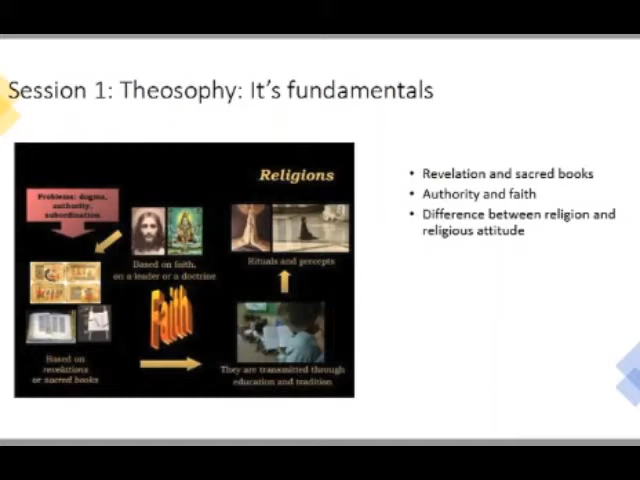 Session 1: Theosophy: It's fundamentals
Religions
Problems: dogma,
authority,
subordination
Based on faith,
on a leader or a doctrine
Rituals and percepts
Faith
Based on
revelations
or sacred books
They are transmitted through
education and tradition
• Revelation and sacred books
• Authority and faith
• Difference between religion and
religious attitude